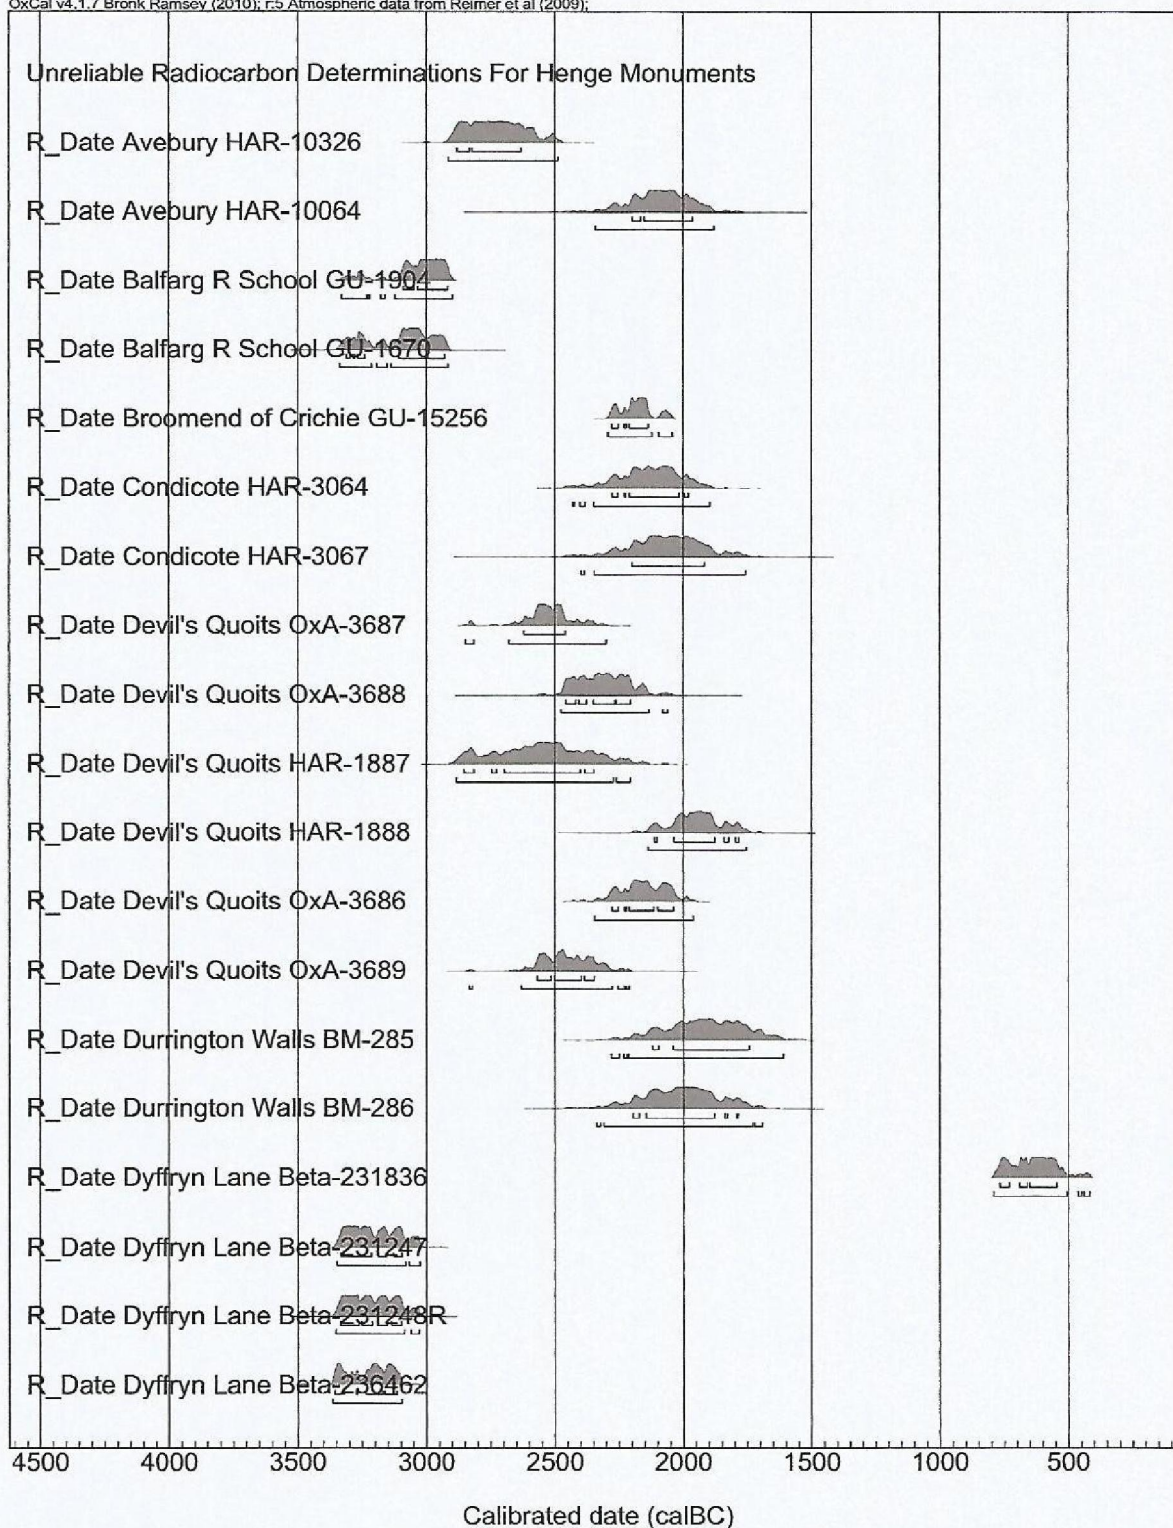 OxCal v4.1.7 Bronk Ramsey (2010); r:5 Atmospheric data from Reimer et al (2009);
Unreliable Radiocarbon Determinations For Henge Monuments
R_Date Avebury HAR-10326
R_Date Avebury HAR-10064
R_Date Balfarg R School GU-1904
R_Date Balfarg R School GU-1670
R_Date Broomend of Crichie GU-15256
R_Date Condicote HAR-3064
R_Date Condicote HAR-3067
R_Date Devil's Quoits OxA-3687
R_Date Devil's Quoits OxA-3688
R_Date Devil's Quoits HAR-1887
R_Date Devil's Quoits HAR-1888
R_Date Devil's Quoits OxA-3686
R_Date Devil's Quoits OxA-3689
R_Date Durrington Walls BM-285
R_Date Durrington Walls BM-286
R_Date Dyffryn Lane Beta-231836
R_Date Dyffryn Lane Beta-231247
R_Date Dyffryn Lane Beta-231248R
R_Date Dyffryn Lane Beta-236462
4500 4000 3500 3000 2500 2000 1500 1000 500
Calibrated date (calBC)